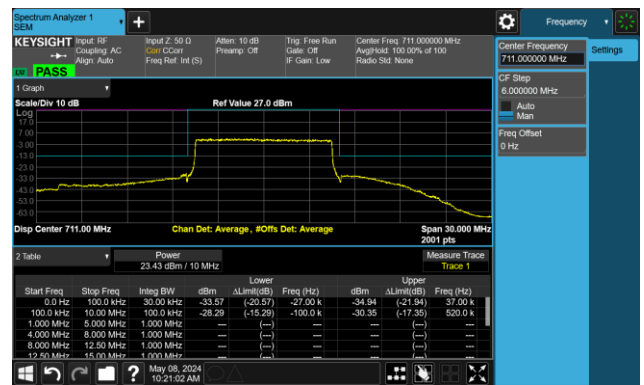 Spectrum Analyzer 1
SEM
Frequency
KEYSIGHT Input: RF Input Z: 50 Ω Atten: 10 dB Trig: Free Run Center Freq: 711.000000 MHz
Coupling: AC Corr CCorr Preamp: Off Gate: Off Avg|Hold: 100.00% of 100
Align: Auto Freq Ref: Int (S) IF Gain: Low Radio Std: None
PASS
Center Frequency
711.000000 MHz
Settings
CF Step
6.000000 MHz
Auto
Man
Freq Offset
0 Hz
1 Graph
Scale/Div 10 dB Ref Value 27.0 dBm
Log
17.0
7.00
-3.00
-13.0
-23.0
-33.0
-43.0
-53.0
-63.0
Disp Center 711.00 MHz Chan Det: Average, #Offs Det: Average Span 30.000 MHz
2001 pts
2 Table Power Measure Trace
23.43 dBm / 10 MHz Trace 1
Lower Upper
Start Freq Stop Freq Integ BW dBm ΔLimit(dB) Freq (Hz) dBm ΔLimit(dB) Freq (Hz)
0.0 Hz 100.0 kHz 30.00 kHz -33.57 (-20.57) -27.00 k -34.94 (-21.94) 37.00 k
100.0 kHz 10.00 MHz 100.0 kHz -28.29 (-15.29) -100.0 k -30.35 (-17.35) 520.0 k
1.000 MHz 5.000 MHz 1.000 MHz --- (---) --- --- (---) ---
4.000 MHz 8.000 MHz 1.000 MHz --- (---) --- --- (---) ---
8.000 MHz 12.50 MHz 1.000 MHz --- (---) --- --- (---) ---
12.50 MHz 15.00 MHz 1.000 MHz --- (---) --- --- (---) ---
? May 08, 2024
10:21:02 AM